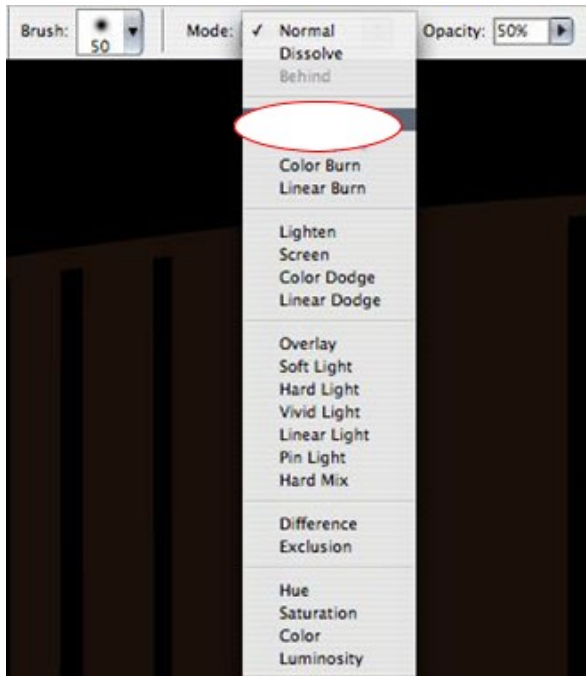 Brush: 50 Mode: Opacity: 50%
Normal
Dissolve
Behind
Color Burn
Linear Burn
Lighten
Screen
Color Dodge
Linear Dodge
Overlay
Soft Light
Hard Light
Vivid Light
Linear Light
Pin Light
Hard Mix
Difference
Exclusion
Hue
Saturation
Color
Luminosity